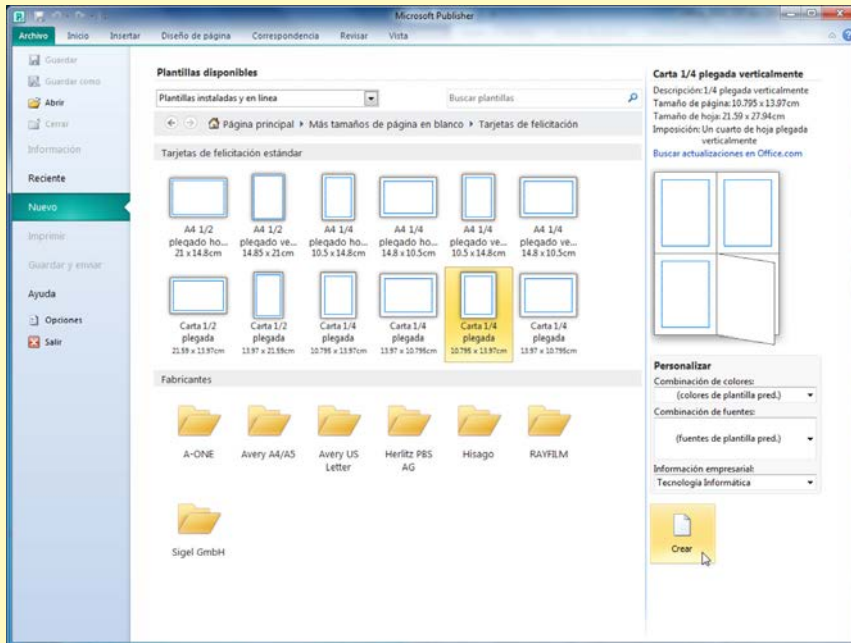 Microsoft Publisher
Archivo Inicio Insertar Diseño de página Correspondencia Revisar Vista
Guardar
Guardar como
Abrir
Cerrar
Información
Reciente
Nuevo
Imprimir
Guardar y enviar
Ayuda
Opciones
Salir
Plantillas disponibles
Plantillas instaladas y en línea
Buscar plantillas
Página principal Más tamaños de página en blanco Tarjetas de felicitación
Tarjetas de felicitación estándar
A4 1/2 plegado ho... 21 x 14.8cm
A4 1/2 plegado ve... 14.85 x 21cm
A4 1/4 plegado ho... 10.5 x 14.8cm
A4 1/4 plegado ho... 14.8 x 10.5cm
A4 1/4 plegado ve... 10.5 x 14.8cm
A4 1/4 plegado ve... 14.8 x 10.5cm
Carta 1/2 plegada 21.59 x 13.97cm
Carta 1/2 plegada 13.97 x 21.59cm
Carta 1/4 plegada 10.795 x 13.97cm
Carta 1/4 plegada 13.97 x 10.795cm
Carta 1/4 plegada 10.795 x 13.97cm
Carta 1/4 plegada 13.97 x 10.795cm
Fabricantes
A-ONE
Avery A4/A5
Avery US Letter
Herlitz PBS AG
Hisago
RAYFILM
Sigel GmbH
Carta 1/4 plegada verticalmente
Descripción: 1/4 plegada verticalmente
Tamaño de página: 10.795 x 13.97cm
Tamaño de hoja: 21.59 x 27.94cm
Imposición: Un cuarto de hoja plegada
verticalmente
Buscar actualizaciones en Office.com
Personalizar
Combinación de colores:
(colores de plantilla pred.)
Combinación de fuentes:
(fuentes de plantilla pred.)
Información empresarial:
Tecnología Informática
Crear